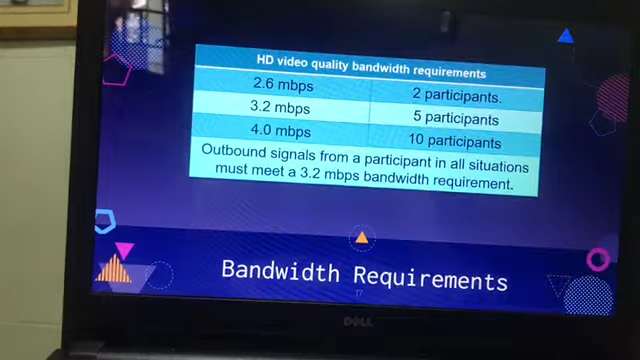 HD video quality bandwidth requirements
2.6 mbps 2 participants.
3.2 mbps 5 participants
4.0 mbps 10 participants
Outbound signals from a participant in all situations
must meet a 3.2 mbps bandwidth requirement.
Bandwidth Requirements
17
DELL